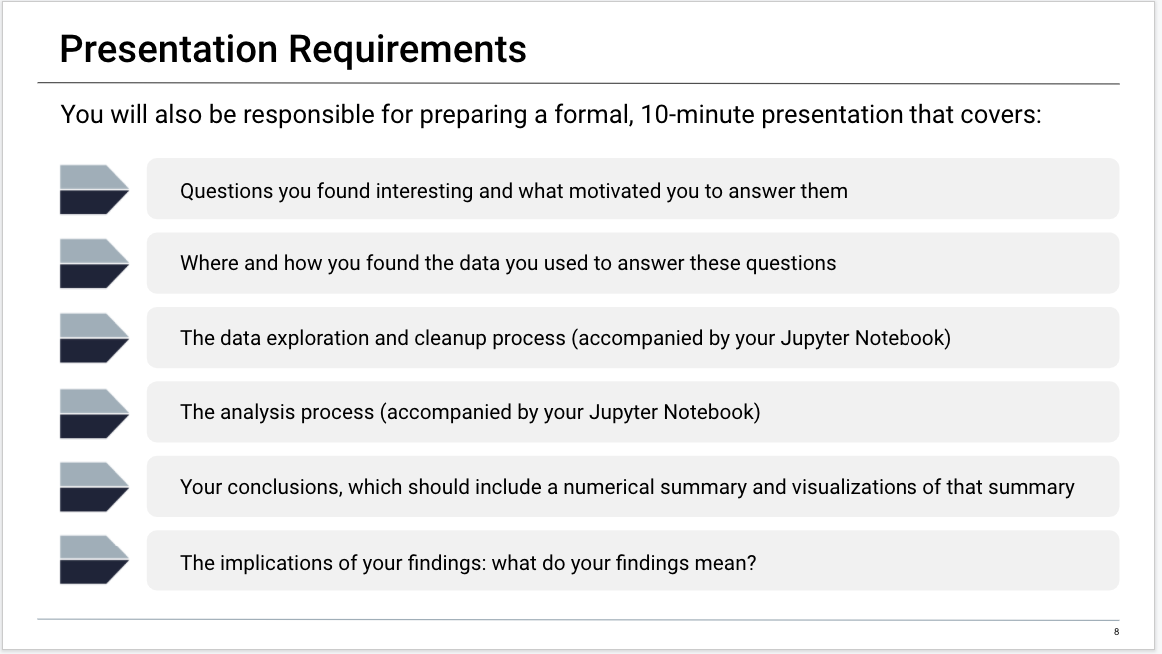 Presentation Requirements
You will also be responsible for preparing a formal, 10-minute presentation that covers:
Questions you found interesting and what motivated you to answer them
Where and how you found the data you used to answer these questions
The data exploration and cleanup process (accompanied by your Jupyter Notebook)
The analysis process (accompanied by your Jupyter Notebook)
Your conclusions, which should include a numerical summary and visualizations of that summary
The implications of your findings: what do your findings mean?
8